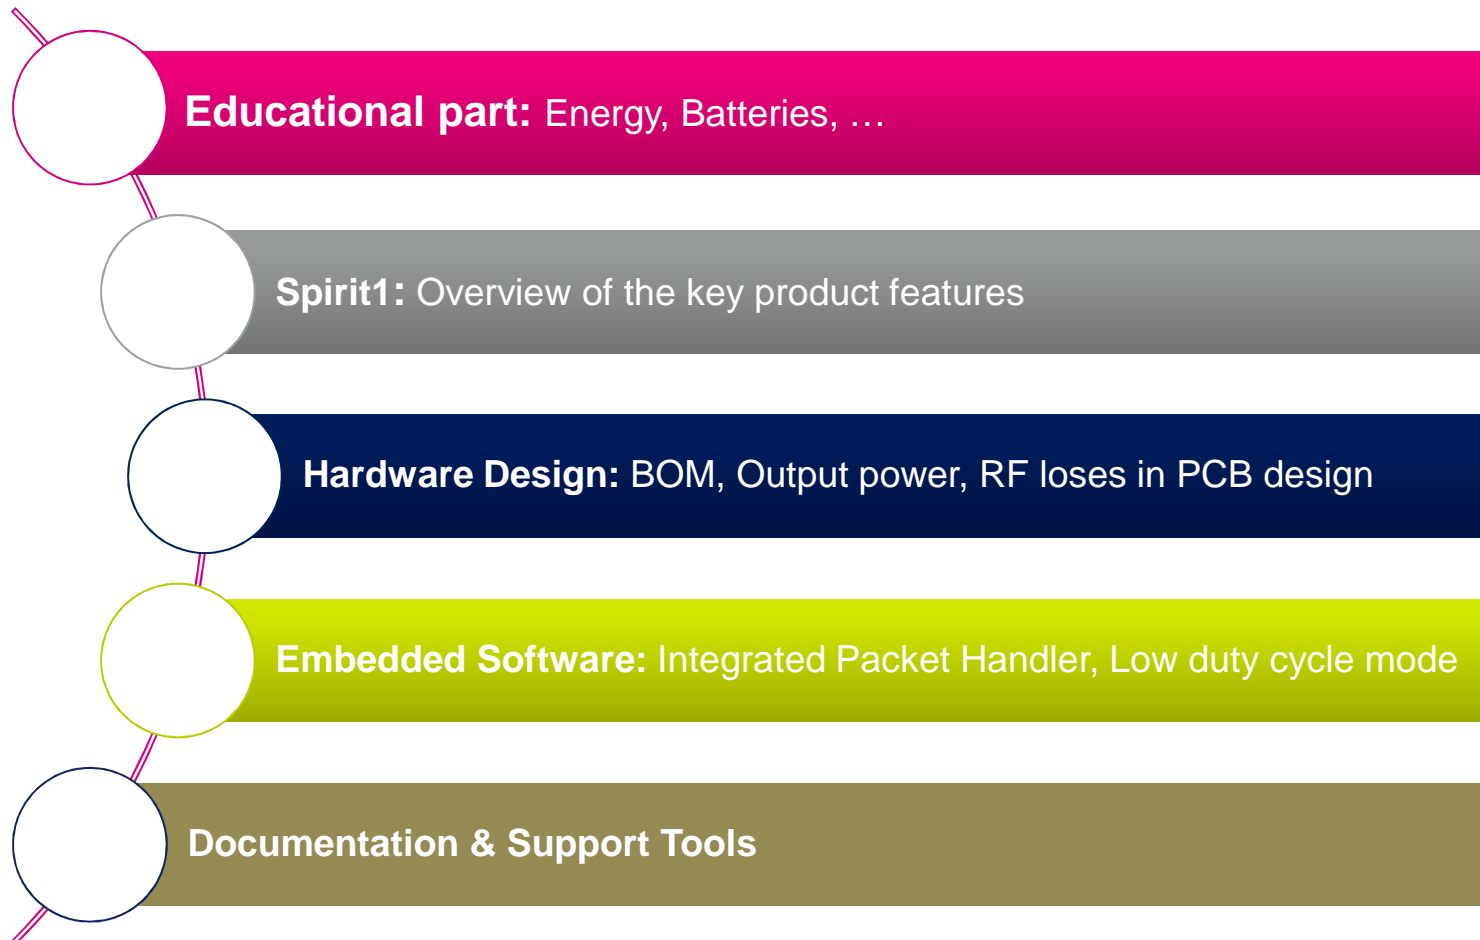 Educational part: Energy, Batteries, …
Spirit1: Overview of the key product features
Hardware Design: BOM, Output power, RF loses in PCB design
Embedded Software: Integrated Packet Handler, Low duty cycle mode
Documentation & Support Tools